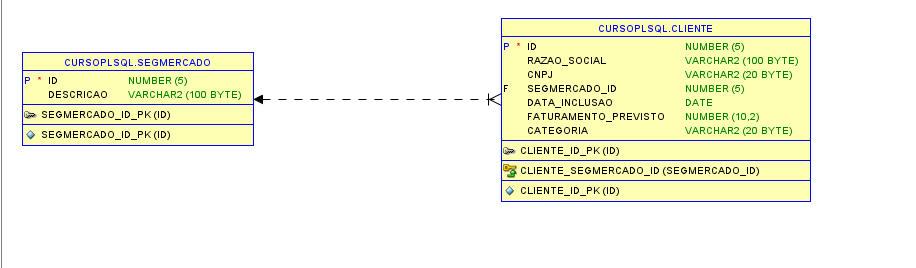 CURSOPLSQL.SEGMERCADO
P * ID NUMBER (5)
DESCRICAO VARCHAR2 (100 BYTE)
SEGMERCADO_ID_PK (ID)
SEGMERCADO_ID_PK (ID)
CURSOPLSQL.CLIENTE
P * ID NUMBER (5)
RAZAO_SOCIAL VARCHAR2 (100 BYTE)
CNPJ VARCHAR2 (20 BYTE)
F SEGMERCADO_ID NUMBER (5)
DATA_INCLUSAO DATE
FATURAMENTO_PREVISTO NUMBER (10,2)
CATEGORIA VARCHAR2 (20 BYTE)
CLIENTE_ID_PK (ID)
CLIENTE_SEGMERCADO_ID (SEGMERCADO_ID)
CLIENTE_ID_PK (ID)